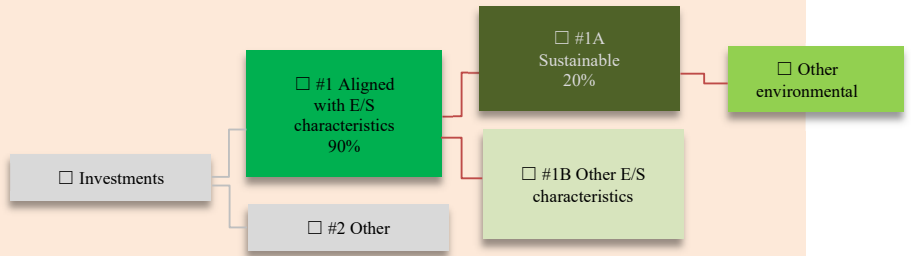 ☐ Investments
☐ #1 Aligned
with E/S
characteristics
90%
☐ #2 Other
☐ #1A
Sustainable
20%
☐ #1B Other E/S
characteristics
☐ Other
environmental